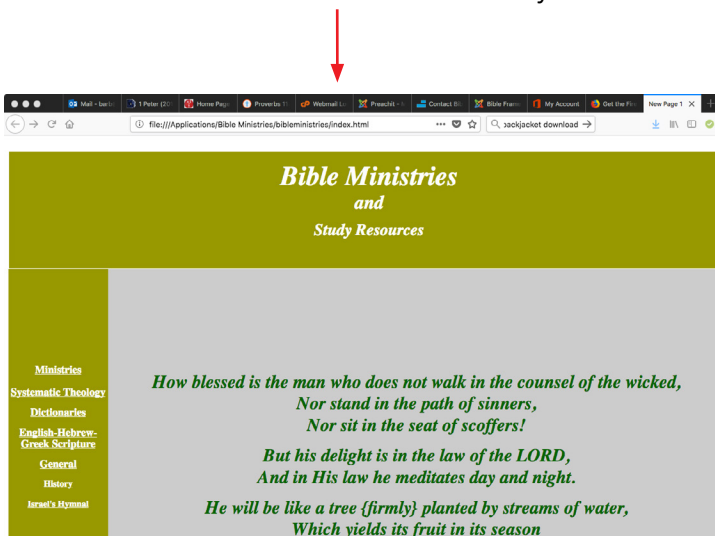 Mail - barb
1 Peter (20
Home Page
Proverbs 1
Webmail Lo
Preachit -
Contact Bib
Bible Frame
My Account
Get the Fire
New Page 1
file:///Applications/Bible Ministries/bibleministries/index.html
backjacket download
Bible Ministries
and
Study Resources
Ministries
Systematic Theology
Dictionaries
English-Hebrew-
Greek Scripture
General
History
Israel's Hymnal
How blessed is the man who does not walk in the counsel of the wicked,
Nor stand in the path of sinners,
Nor sit in the seat of scoffers!
But his delight is in the law of the LORD,
And in His law he meditates day and night.
He will be like a tree {firmly} planted by streams of water,
Which yields its fruit in its season